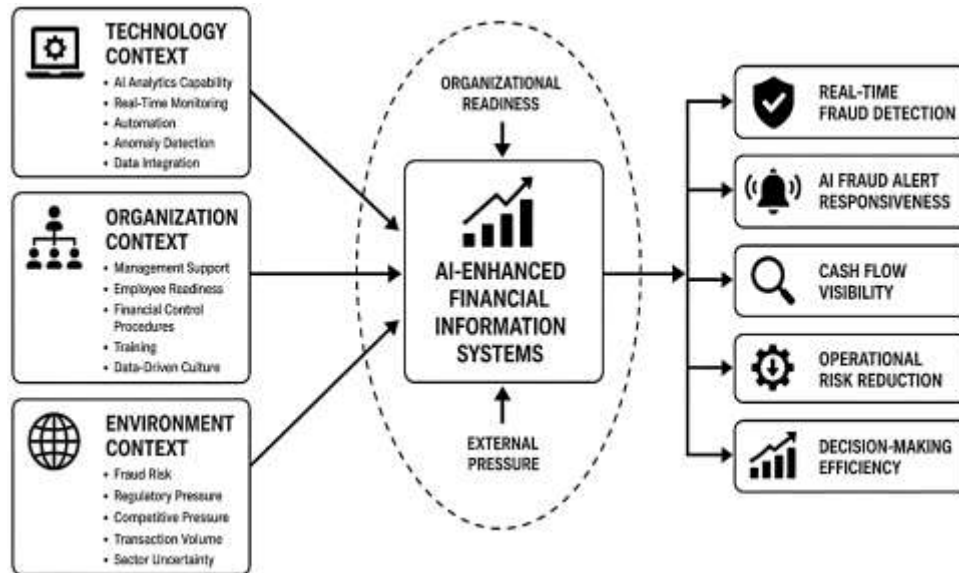 TECHNOLOGY
CONTEXT
• AI Analytics Capability
• Real-Time Monitoring
• Automation
• Anomaly Detection
• Data Integration
ORGANIZATION
CONTEXT
• Management Support
• Employee Readiness
• Financial Control
Procedures
• Training
• Data-Driven Culture
ENVIRONMENT
CONTEXT
• Fraud Risk
• Regulatory Pressure
• Competitive Pressure
• Transaction Volume
• Sector Uncertainty
ORGANIZATIONAL
READINESS
AI-ENHANCED
FINANCIAL
INFORMATION
SYSTEMS
EXTERNAL
PRESSURE
REAL-TIME
FRAUD DETECTION
AI FRAUD ALERT
RESPONSIVENESS
CASH FLOW
VISIBILITY
OPERATIONAL
RISK REDUCTION
DECISION-MAKING
EFFICIENCY